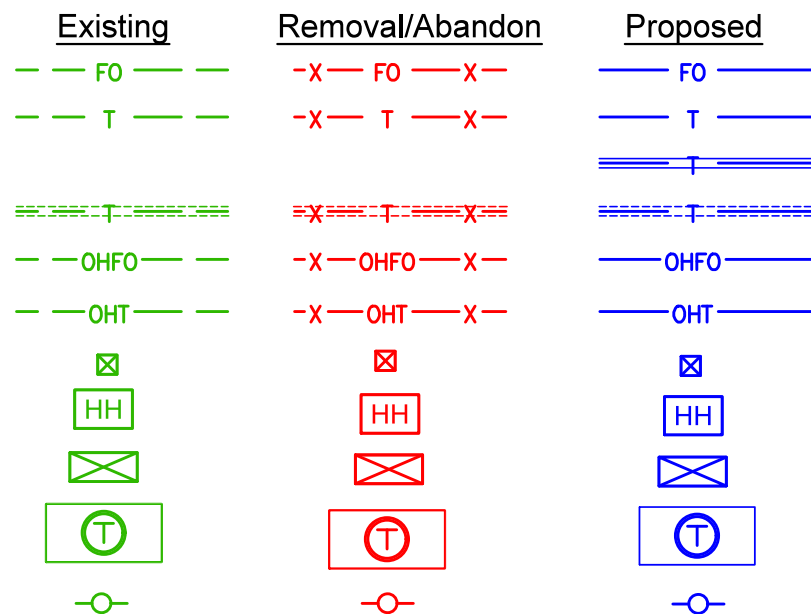 Existing Removal/Abandon Proposed
FO X FO X FO
T X T X T
T
T X T X T
OHFO X OHFO X OHFO
OHT X OHT X OHT
HH HH HH
T T T